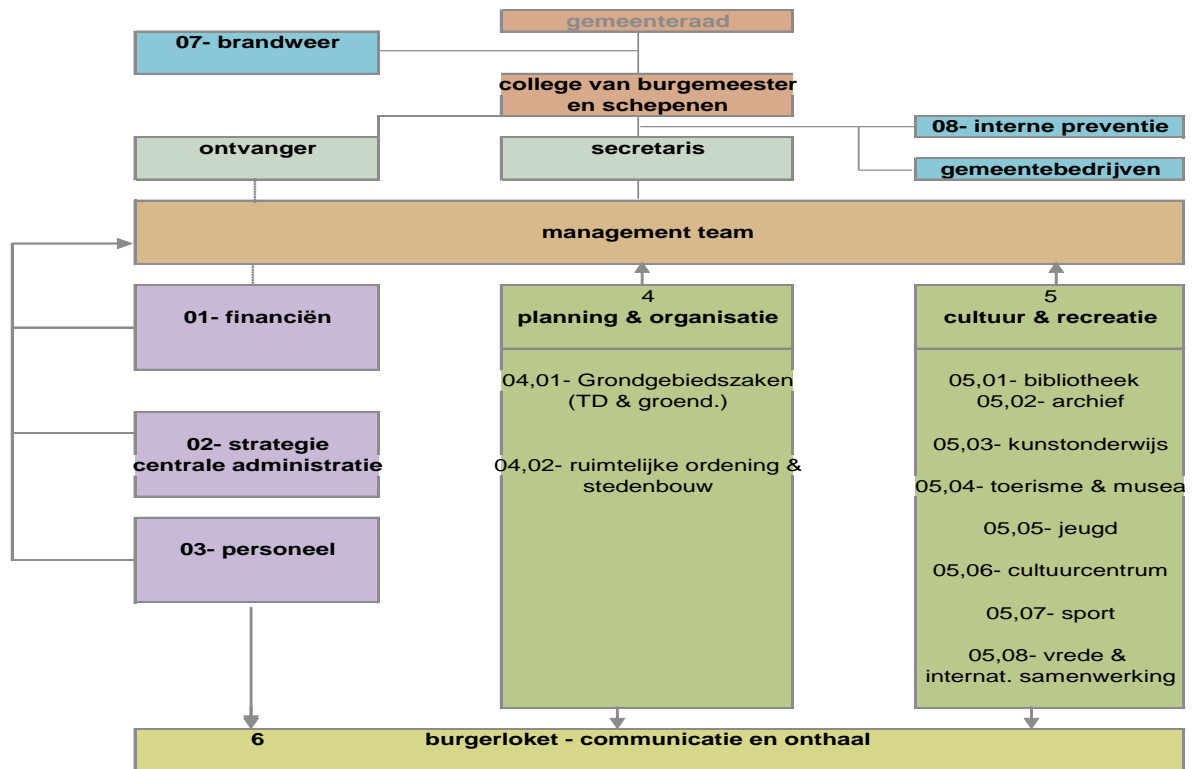 gemeenteraad
07- brandweer
college van burgemeester
en schepenen
08- interne preventie
ontvanger
secretaris
gemeentebedrijven
management team
01- financiën
4
planning & organisatie
5
cultuur & recreatie
04,01- Grondgebiedszaken
(TD & groend.)
04,02- ruimtelijke ordening &
stedenbouw
05,01- bibliotheek
05,02- archief
05,03- kunstonderwijs
05,04- toerisme & musea
05,05- jeugd
05,06- cultuurcentrum
05,07- sport
05,08- vrede &
internat. samenwerking
02- strategie
centrale administratie
03- personeel
6 burgerloket - communicatie en onthaal